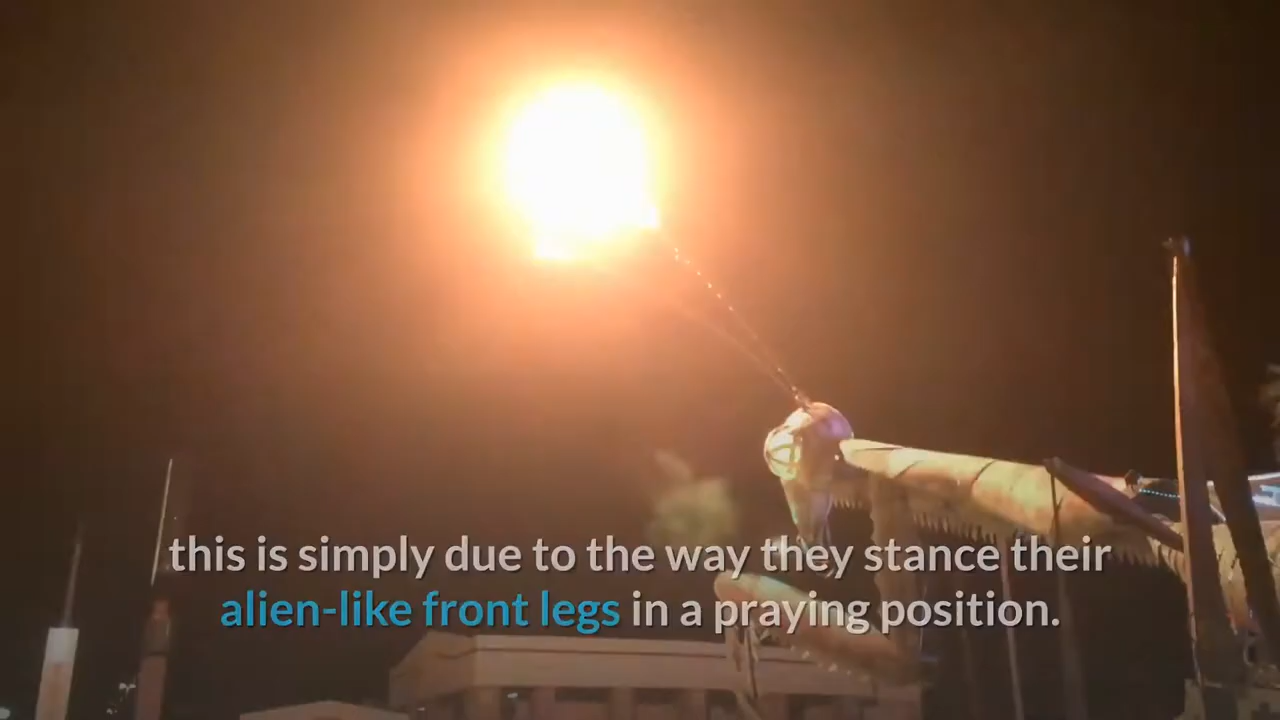 this is simply due to the way they stance their
alien-like front legs in a praying position.